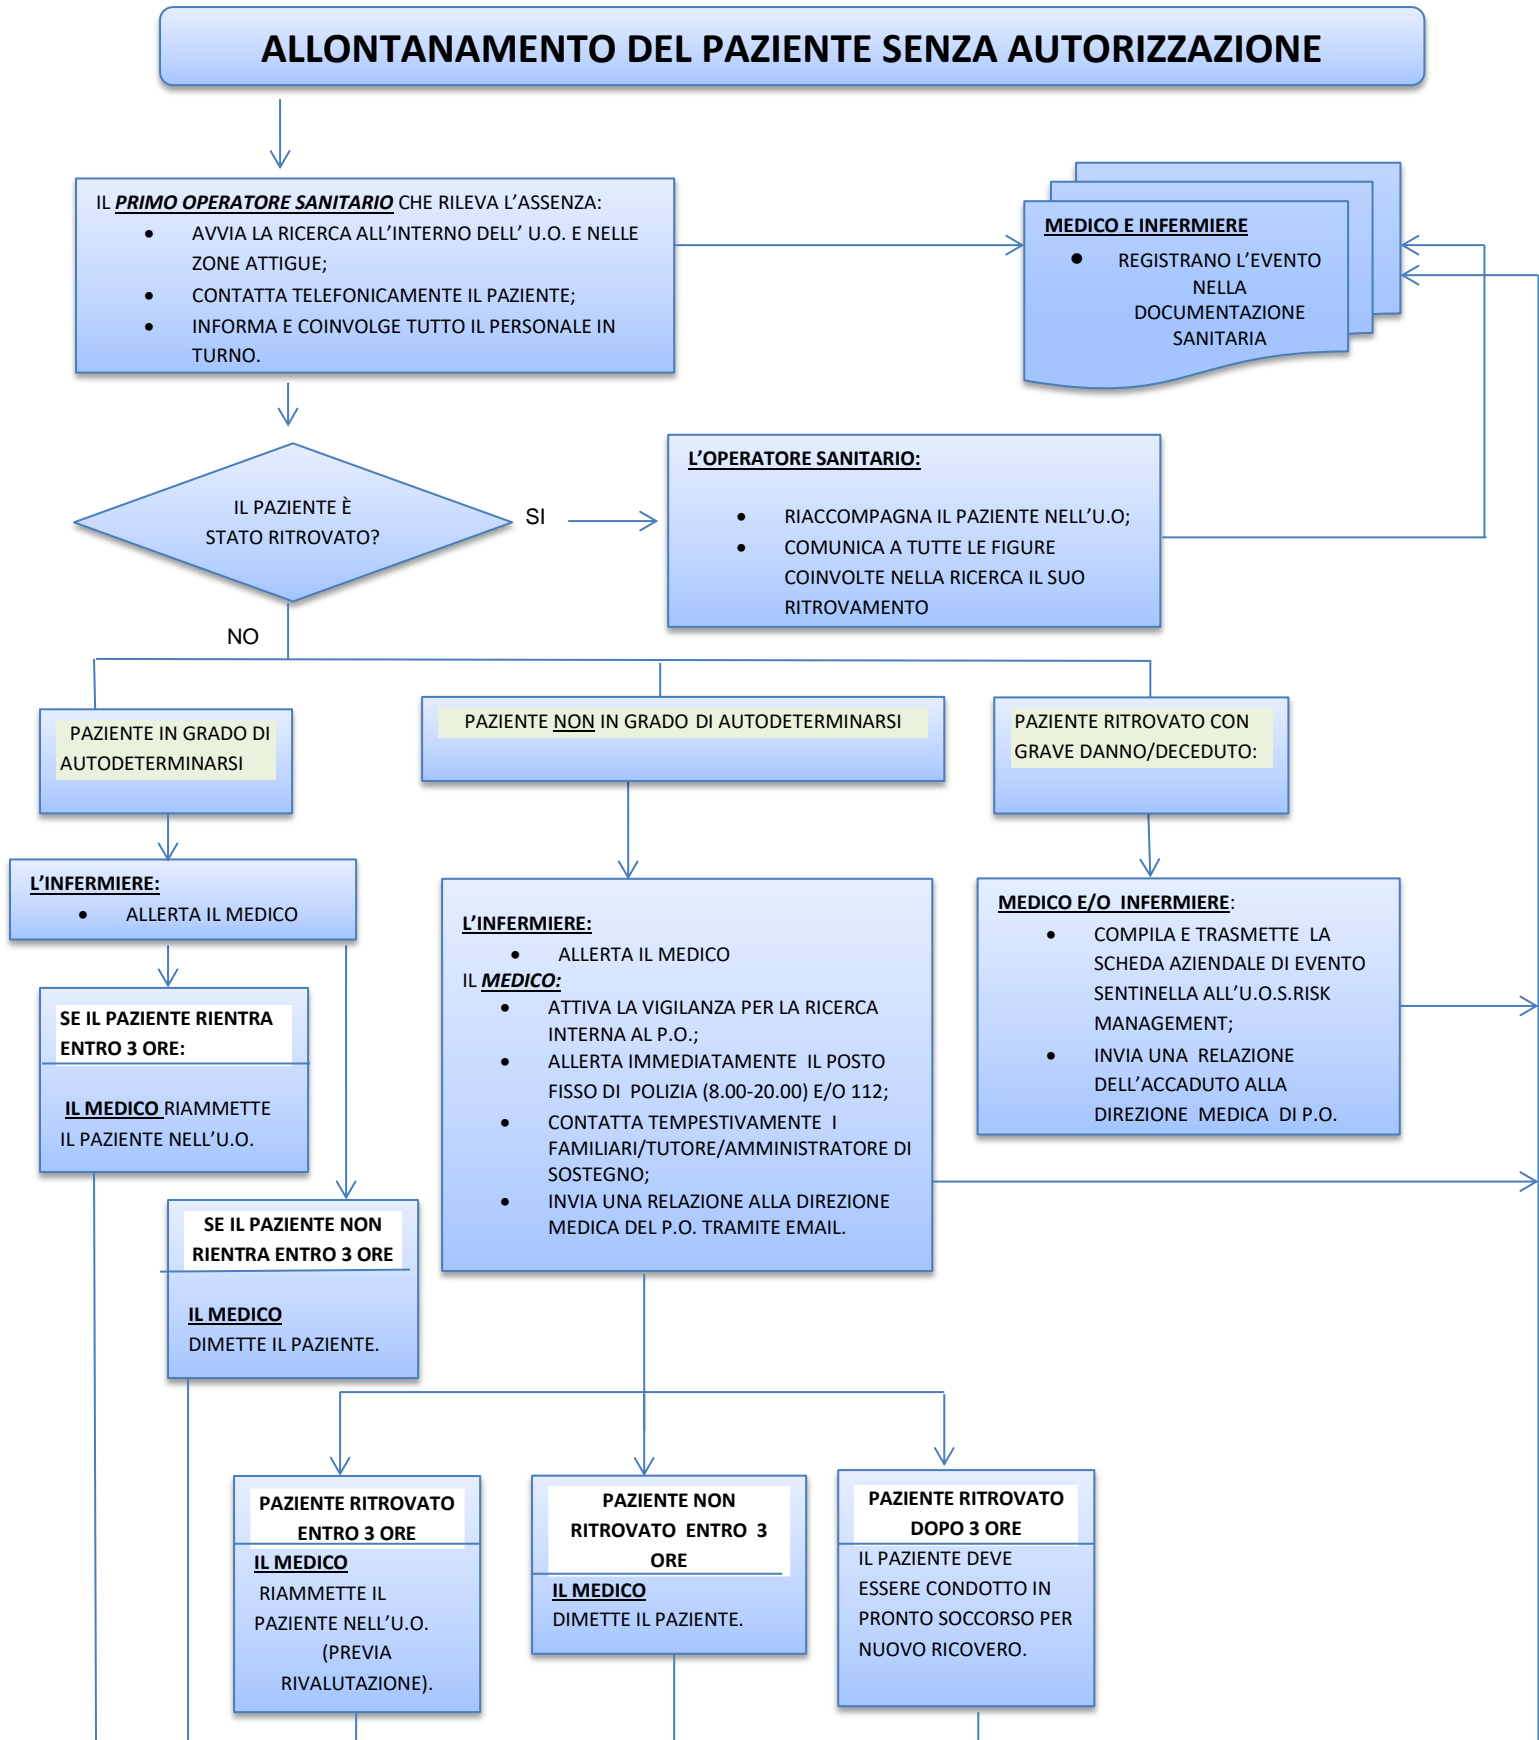 ALLONTANAMENTO DEL PAZIENTE SENZA AUTORIZZAZIONE
IL PRIMO OPERATORE SANITARIO CHE RILEVA L’ASSENZA:
• AVVIA LA RICERCA ALL’INTERNO DELL’ U.O. E NELLE
ZONE ATTIGUE;
• CONTATTA TELEFONICAMENTE IL PAZIENTE;
• INFORMA E COINVOLGE TUTTO IL PERSONALE IN
TURNO.
MEDICO E INFERMIERE
• REGISTRANO L’EVENTO
NELLA
DOCUMENTAZIONE
SANITARIA
IL PAZIENTE È
STATO RITROVATO?
SI
L’OPERATORE SANITARIO:
• RIACCOMPAGNA IL PAZIENTE NELL’U.O;
• COMUNICA A TUTTE LE FIGURE
COINVOLTE NELLA RICERCA IL SUO
RITROVAMENTO
NO
PAZIENTE IN GRADO DI
AUTODETERMINARSI
PAZIENTE NON IN GRADO DI AUTODETERMINARSI
PAZIENTE RITROVATO CON
GRAVE DANNO/DECEDUTO:
L’INFERMIERE:
• ALLERTA IL MEDICO
SE IL PAZIENTE RIENTRA
ENTRO 3 ORE:
IL MEDICO RIAMMETTE
IL PAZIENTE NELL’U.O.
SE IL PAZIENTE NON
RIENTRA ENTRO 3 ORE
IL MEDICO
DIMETTE IL PAZIENTE.
L’INFERMIERE:
• ALLERTA IL MEDICO
IL MEDICO:
• ATTIVA LA VIGILANZA PER LA RICERCA
INTERNA AL P.O.;
• ALLERTA IMMEDIATAMENTE IL POSTO
FISSO DI POLIZIA (8.00-20.00) E/O 112;
• CONTATTA TEMPESTIVAMENTE I
FAMILIARI/TUTORE/AMMINISTRATORE DI
SOSTEGNO;
• INVIA UNA RELAZIONE ALLA DIREZIONE
MEDICA DEL P.O. TRAMITE EMAIL.
MEDICO E/O INFERMIERE:
• COMPILA E TRASMETTE LA
SCHEDA AZIENDALE DI EVENTO
SENTINELLA ALL’U.O.S.RISK
MANAGEMENT;
• INVIA UNA RELAZIONE
DELL’ACCADUTO ALLA
DIREZIONE MEDICA DI P.O.
PAZIENTE RITROVATO
ENTRO 3 ORE
IL MEDICO
RIAMMETTE IL
PAZIENTE NELL’U.O.
(PREVIA
RIVALUTAZIONE).
PAZIENTE NON
RITROVATO ENTRO 3
ORE
IL MEDICO
DIMETTE IL PAZIENTE.
PAZIENTE RITROVATO
DOPO 3 ORE
IL PAZIENTE DEVE
ESSERE CONDOTTO IN
PRONTO SOCCORSO PER
NUOVO RICOVERO.